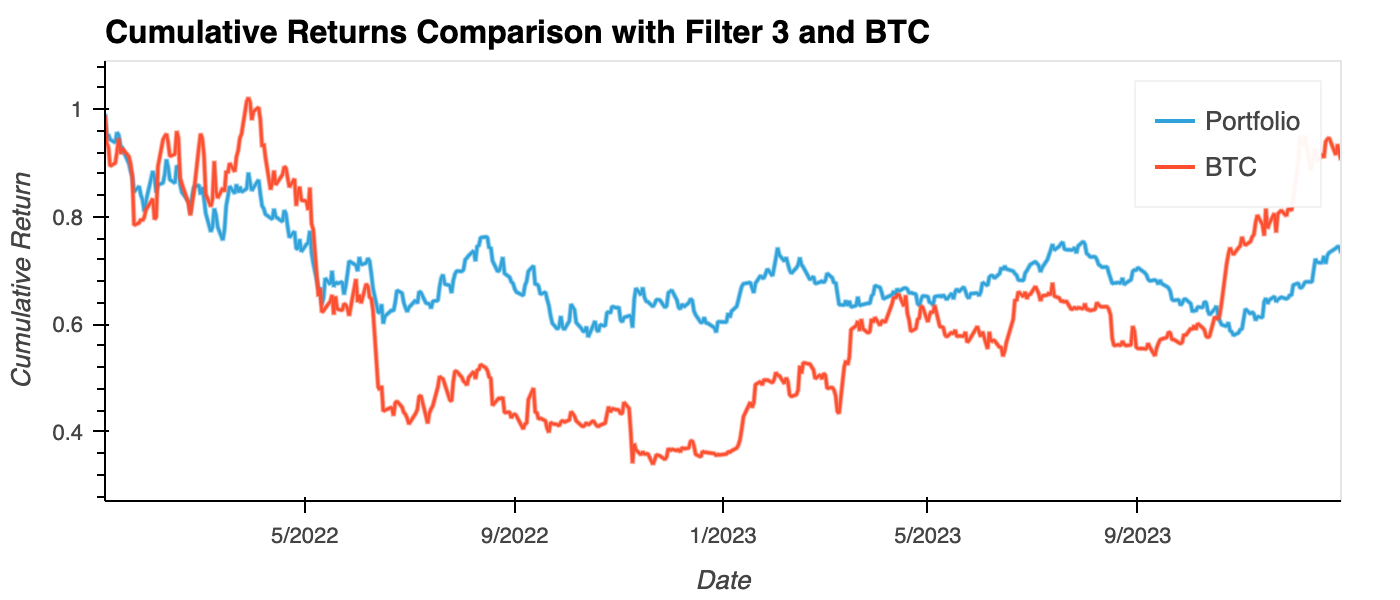 Cumulative Returns Comparison with Filter 3 and BTC
Cumulative Return
1
0.8
0.6
0.4
Portfolio
BTC
5/2022
9/2022
1/2023
5/2023
9/2023
Date